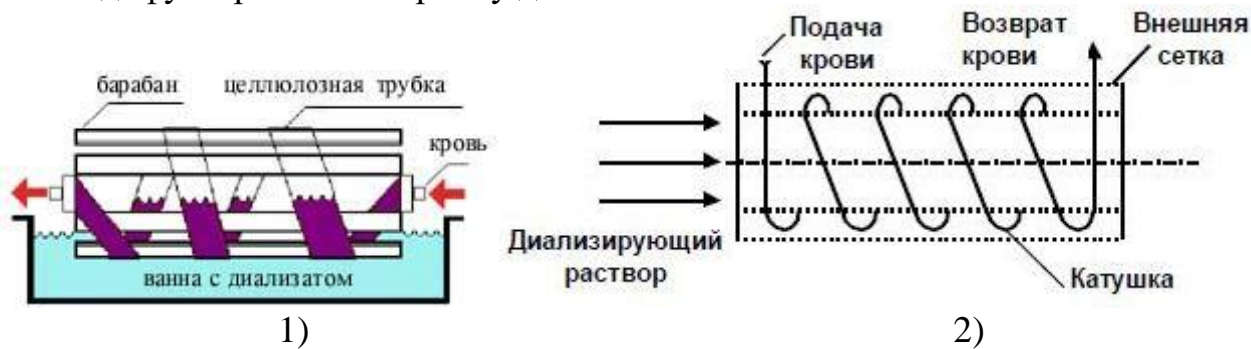 барабан
целлюлозная трубка
кровь
ванна с диализатом
1)
Подача
крови
Возврат
крови
Внешняя
сетка
Диализирующий
раствор
Катушка
2)